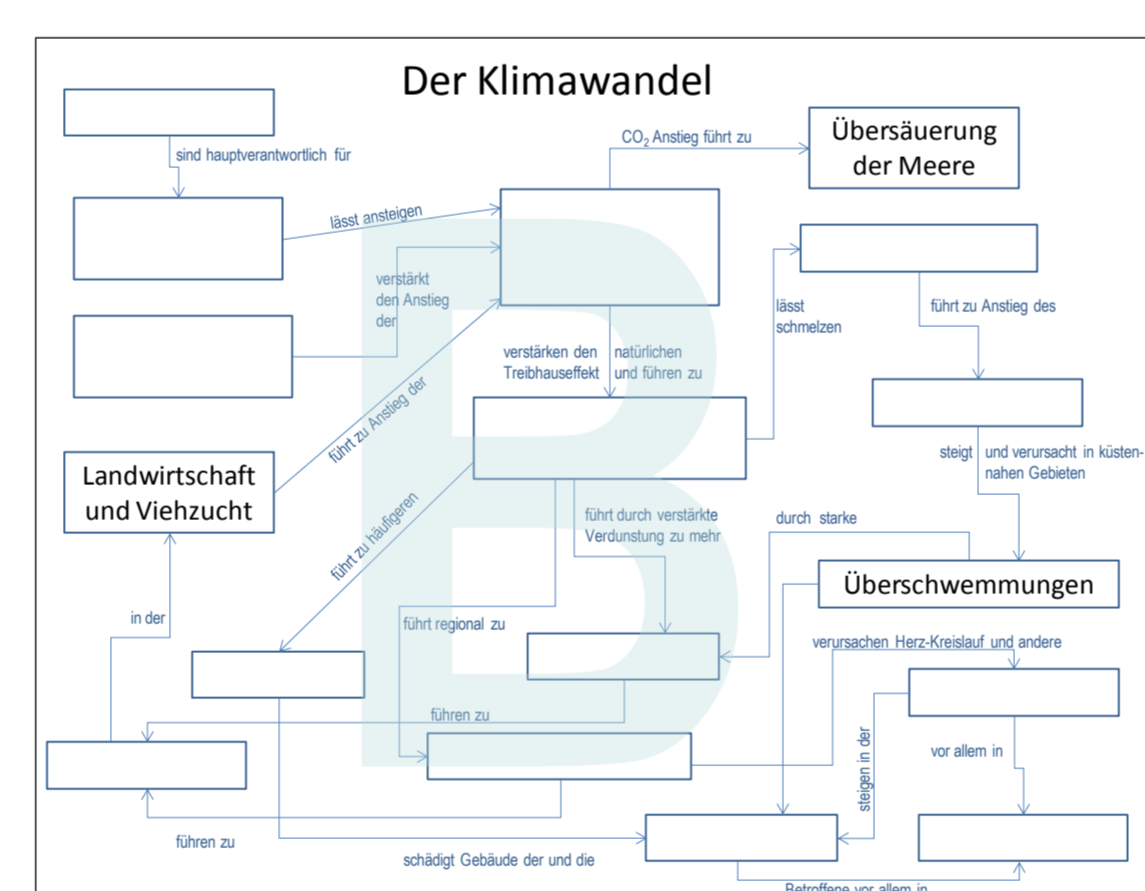 Der Klimawandel
CO₂ Anstieg führt zu
Übersäuerung
der Meere
sind hauptverantwortlich für
lässt ansteigen
verstärkt
den Anstieg
der
lässt
schmelzen
führt zu Anstieg des
verstärken den natürlichen
Treibhauseffekt und führen zu
führt zu Anstieg der
Landwirtschaft
und Viehzucht
steigt und verursacht in küsten-
nahen Gebieten
führt zu häufigeren
führt durch verstärkte
Verdunstung zu mehr
durch starke
Überschwemmungen
in der
führt regional zu
verursachen Herz-Kreislauf und andere
führen zu
steigen in der
vor allem in
führen zu
schädigt Gebäude der und die
Betroffene vor allem in
B